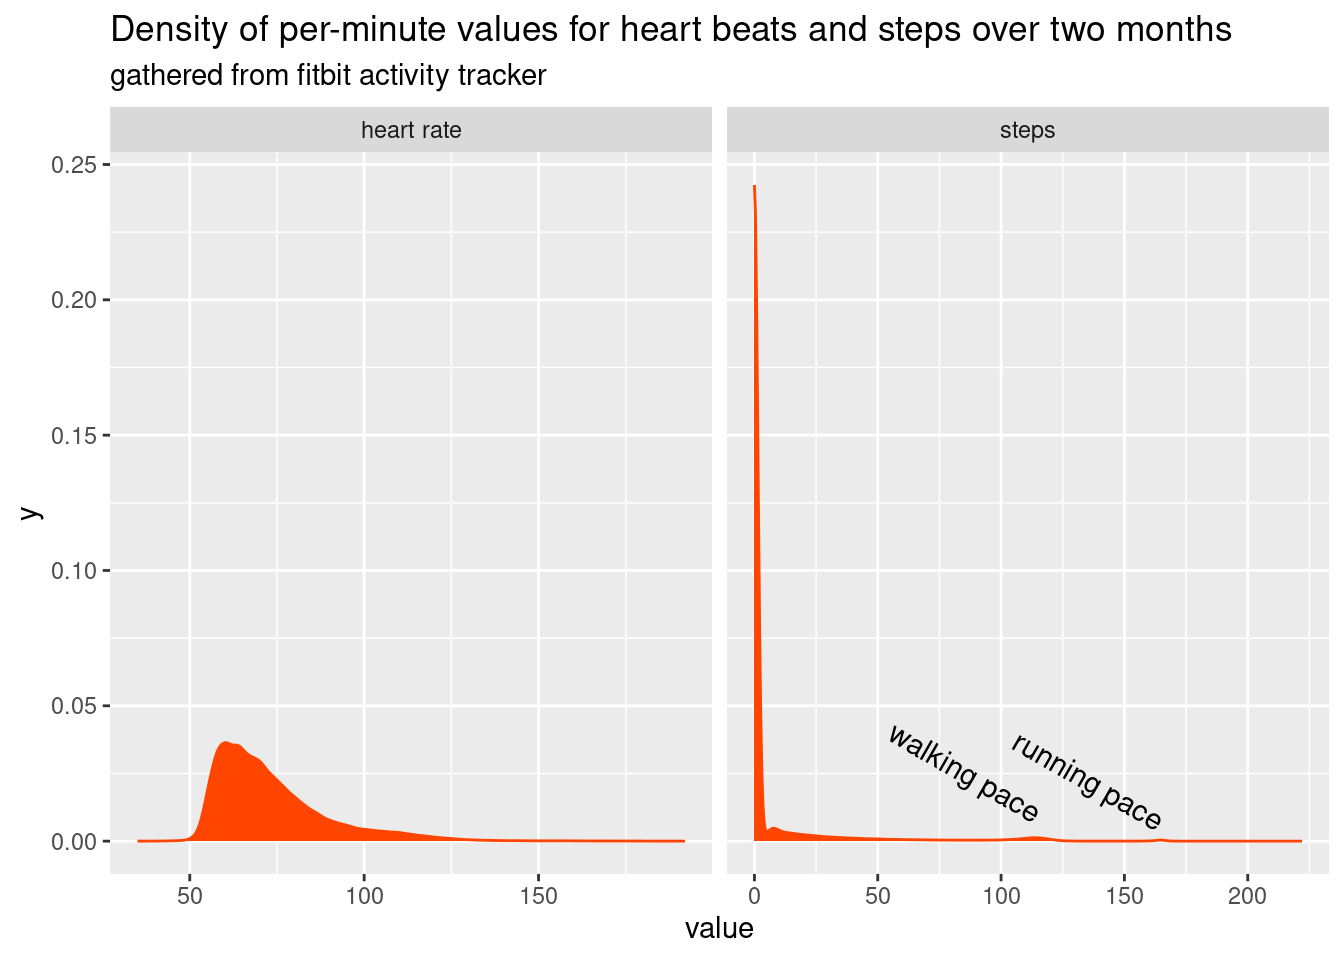 Density of per-minute values for heart beats and steps over two months
gathered from fitbit activity tracker
heart rate
steps
0.25
0.20
0.15
0.10
0.05
0.00
y
walking pace
running pace
50 100 150
0 50 100 150 200
value